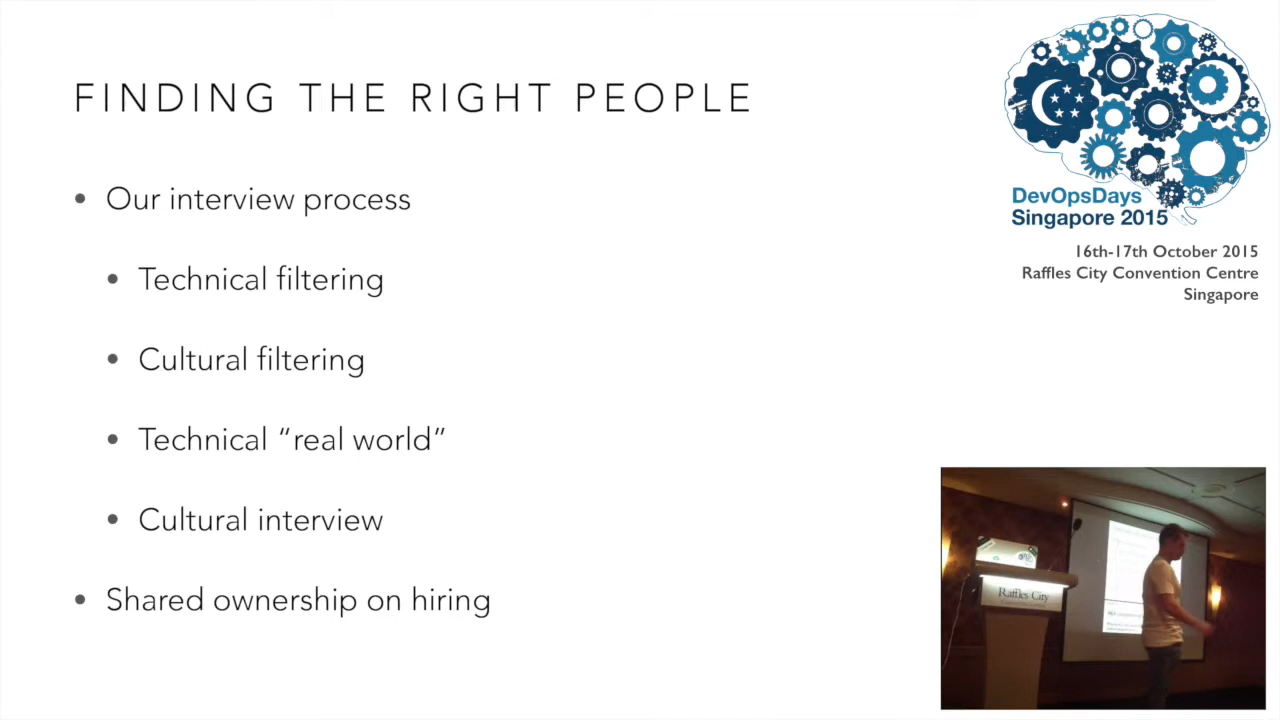 FINDING THE RIGHT PEOPLE
• Our interview process
• Technical filtering
• Cultural filtering
• Technical “real world”
• Cultural interview
• Shared ownership on hiring
DevOpsDays
Singapore 2015
16th-17th October 2015
Raffles City Convention Centre
Singapore
Raffles City